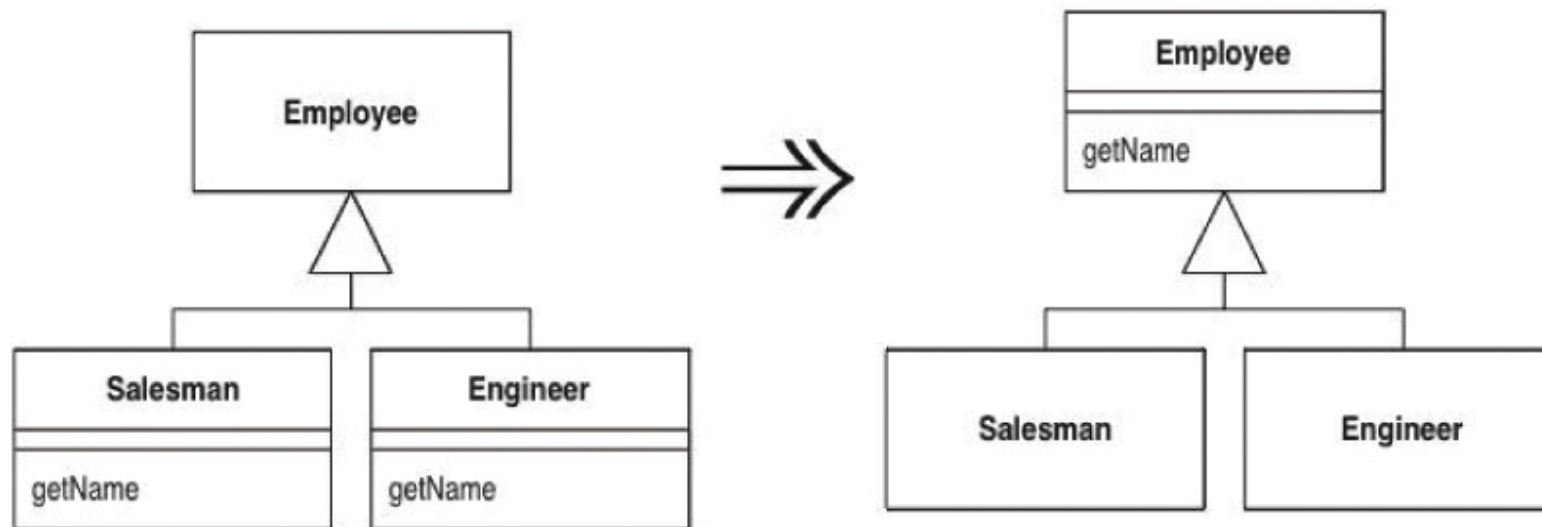 Employee
Salesman
getName
Engineer
getName
Employee
getName
Salesman
Engineer